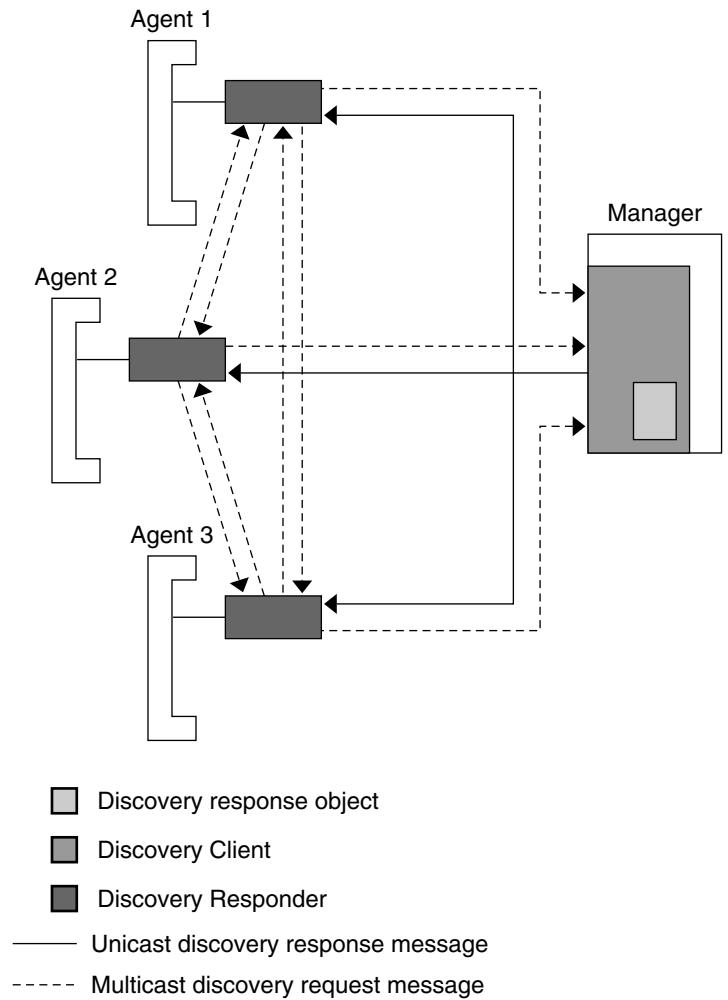 Agent 1
Manager
Agent 2
Agent 3
Discovery response object
Discovery Client
Discovery Responder
Unicast discovery response message
Multicast discovery request message